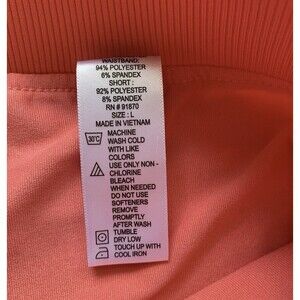 WAISTBAND:
94% POLYESTER
6% SPANDEX
SHORT :
92% POLYESTER
8% SPANDEX
RN # 91870
SIZE : L
MADE IN VIETNAM
30°C
MACHINE
WASH COLD
WITH LIKE
COLORS
USE ONLY NON -
CHLORINE
BLEACH
WHEN NEEDED
DO NOT USE
SOFTENERS
REMOVE
PROMPTLY
AFTER WASH
TUMBLE
DRY LOW
TOUCH UP WITH
COOL IRON